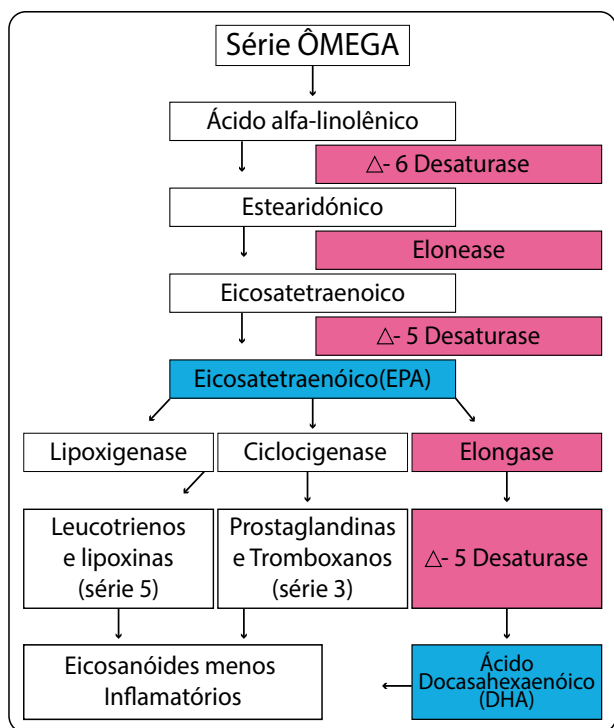 Série ÔMEGA
Ácido alfa-linolênico
△- 6 Desaturase
Estearidónico
Elonease
Eicosatetraenoico
△- 5 Desaturase
Eicosatetraenóico(EPA)
Lipoxigenase
Ciclocigenase
Elongase
Leucotrienos
e lipoxinas
(série 5)
Prostaglandinas
e Tromboxanos
(série 3)
△- 5 Desaturase
Eicosanóides menos
Inflamatórios
Ácido
Docasahexaenóico
(DHA)